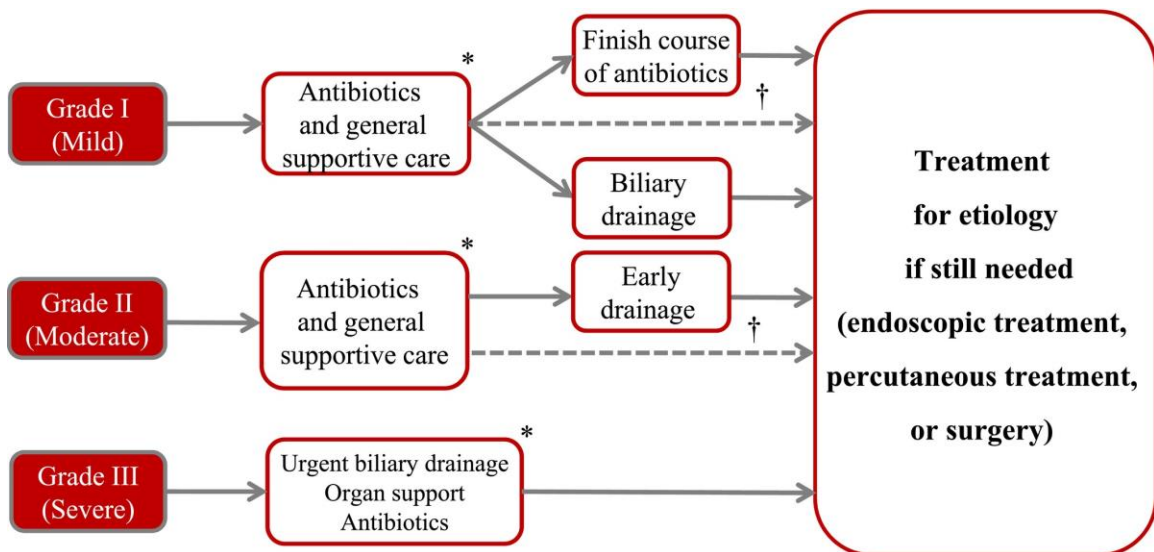 Grade I
(Mild)
Antibiotics
and general
supportive care
*
Finish course
of antibiotics
†
Biliary
drainage
Grade II
(Moderate)
Antibiotics
and general
supportive care
*
Early
drainage
†
Grade III
(Severe)
Urgent biliary drainage
Organ support
Antibiotics
*
Treatment
for etiology
if still needed
(endoscopic treatment,
percutaneous treatment,
or surgery)